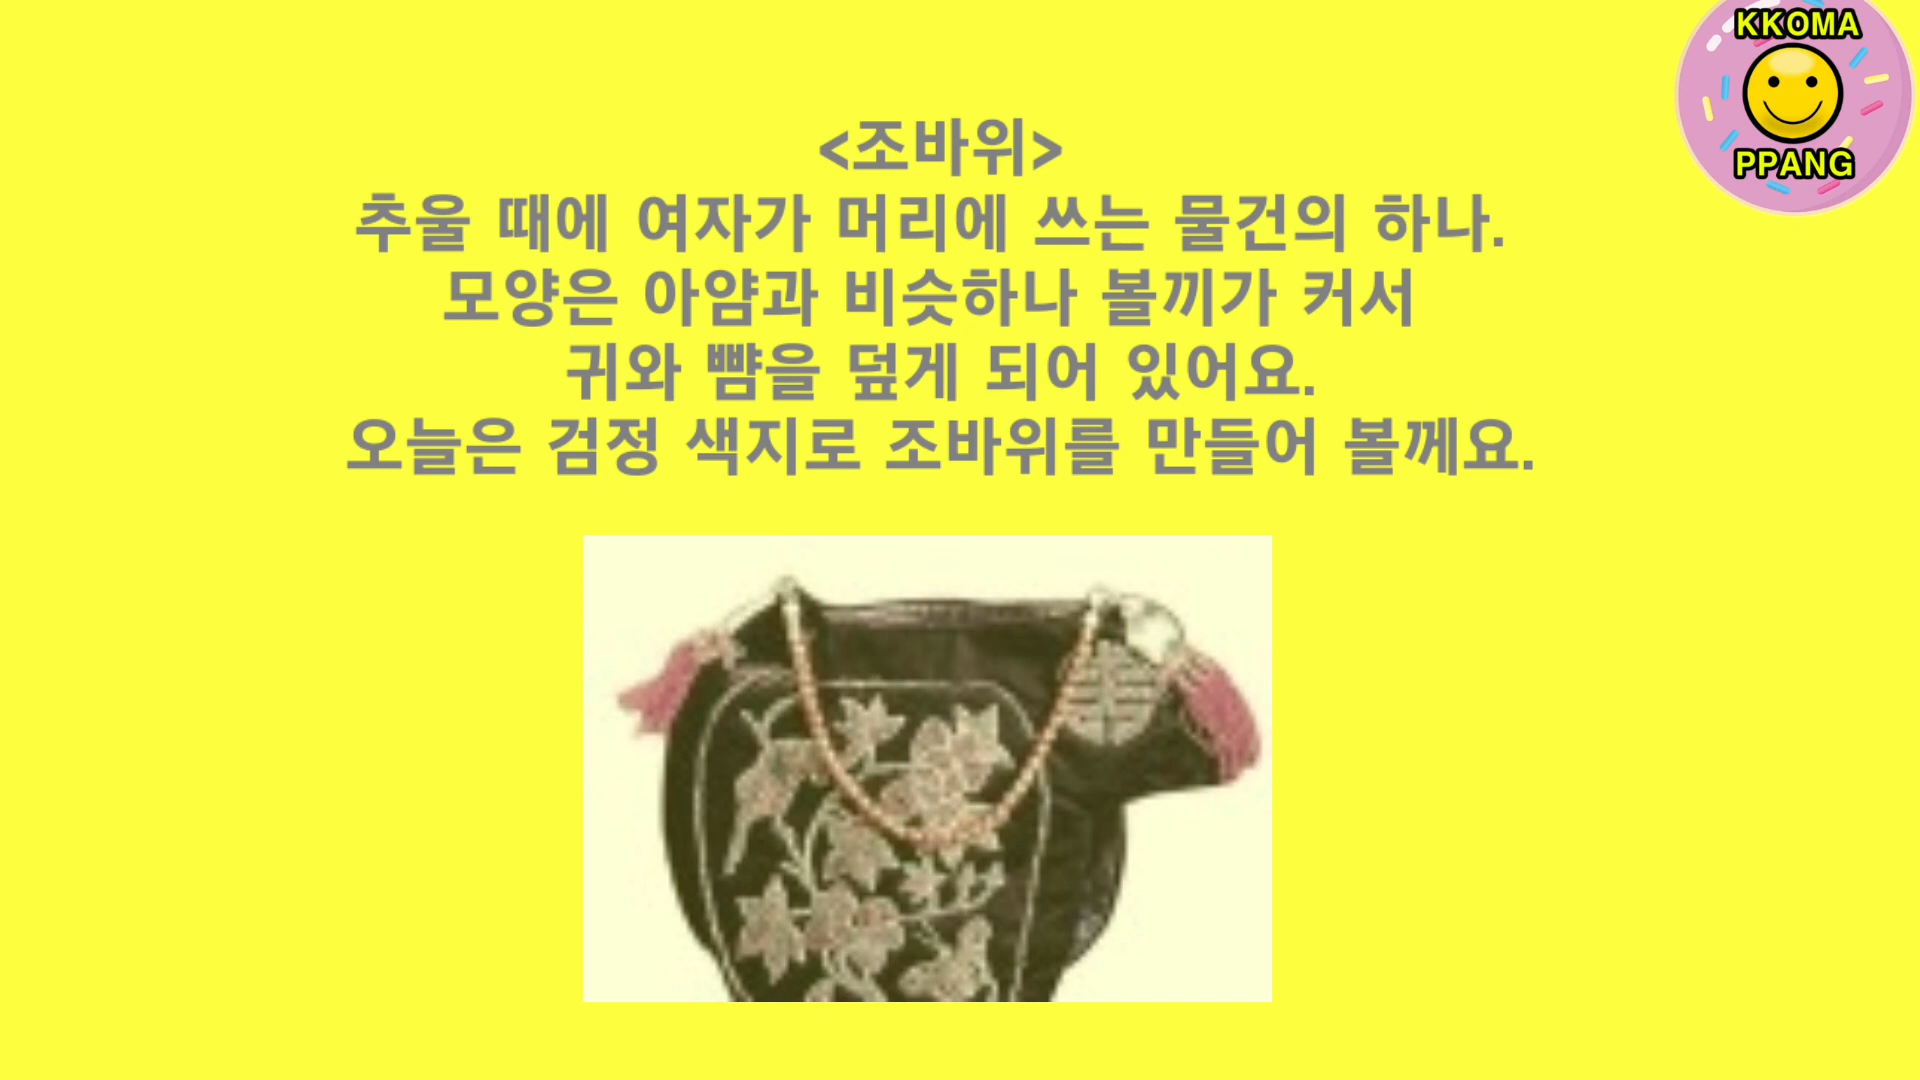 KKOMA
PPANG
<조바위>
추울 때에 여자가 머리에 쓰는 물건의 하나.
모양은 아얌과 비슷하나 볼끼가 커서
귀와 뺨을 덮게 되어 있어요.
오늘은 검정 색지로 조바위를 만들어 볼께요.